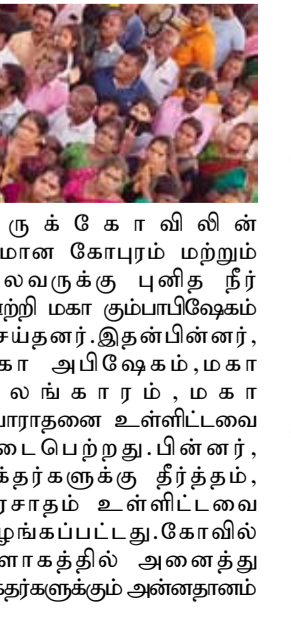 ருக்கோவிலின்
மான கோபுரம் மற்றும்
லவருக்கு புனித நீர்
ற்றி மகா கும்பாபிஷேகம்
சய்தனர்.இதன்பின்னர்,
கா அபிஷேகம்,மகா
லங்காரம்,மகா
பாராதனை உள்ளிட்டவை
டைபெற்றது.பின்னர்,
க்தர்களுக்கு தீர்த்தம்,
ரசாதம் உள்ளிட்டவை
ழங்கப்பட்டது.கோவில்
ளாகத்தில் அனைத்து
க்தர்களுக்கும் அன்னதானம்